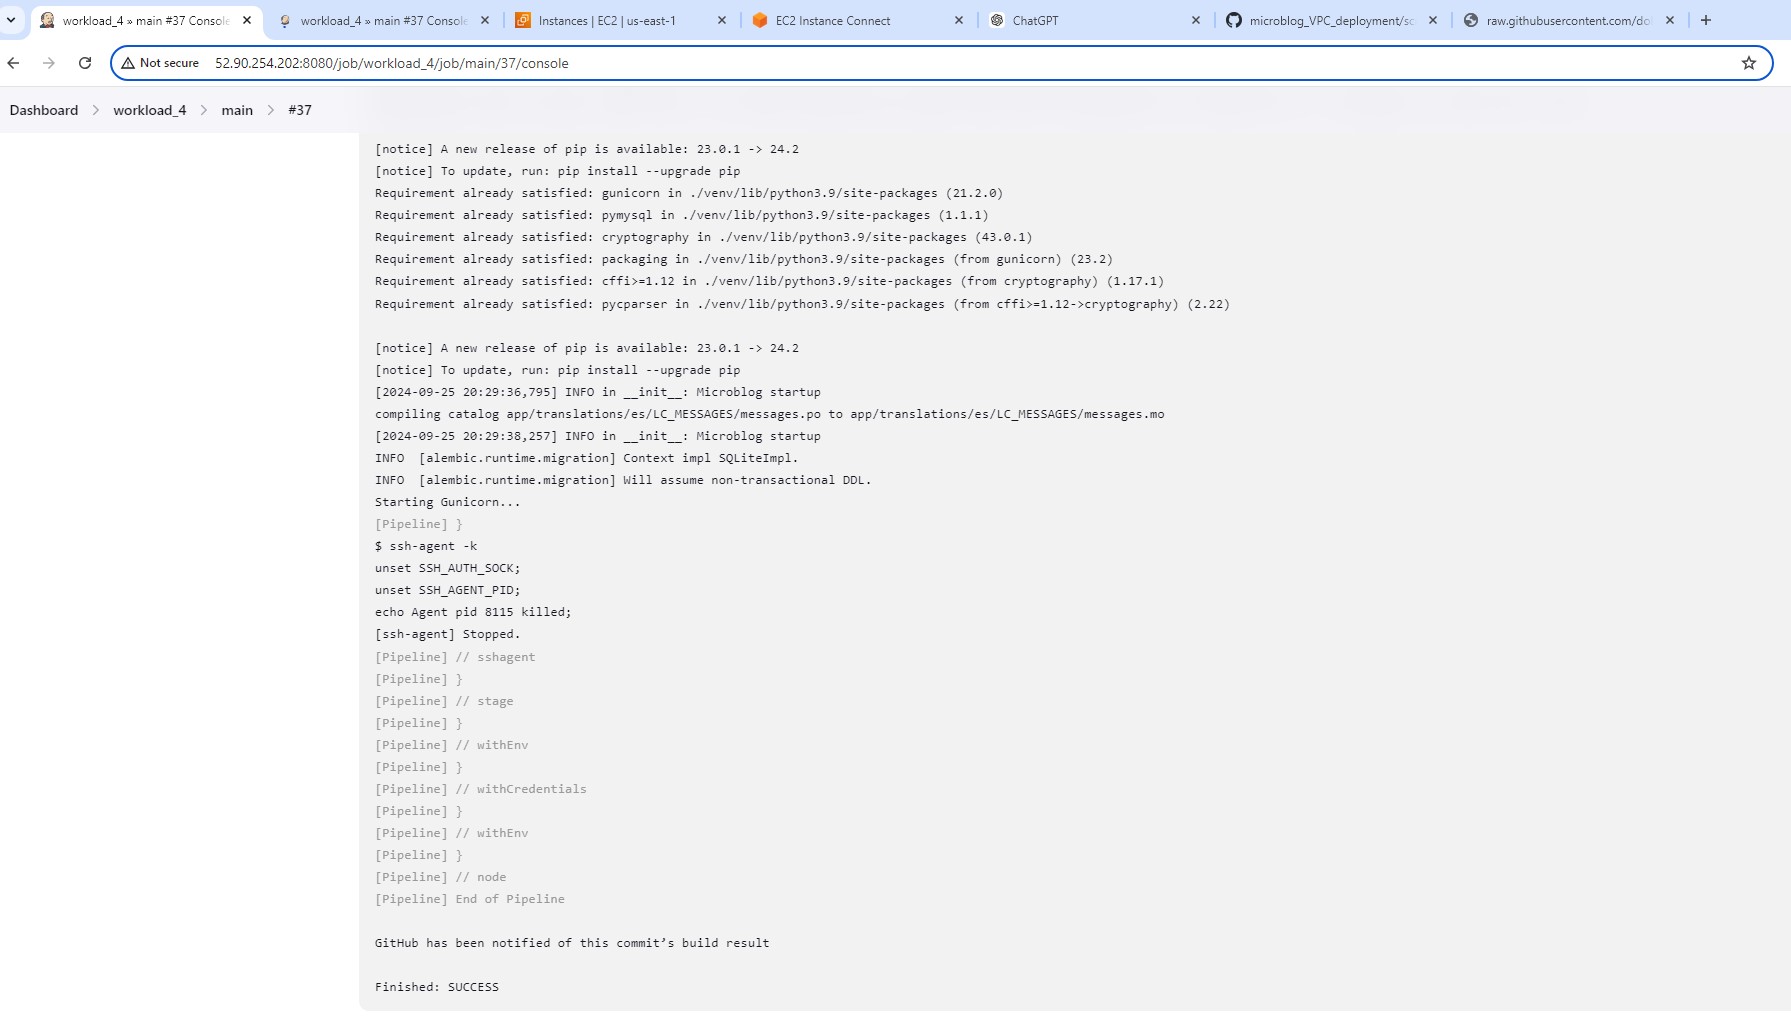 workload_4 » main #37 Console
workload_4 » main #37 Console
Instances | EC2 | us-east-1
EC2 Instance Connect
ChatGPT
microblog_VPC_deployment/sc
raw.githubusercontent.com/do
Not secure
52.90.254.202:8080/job/workload_4/job/main/37/console
Dashboard > workload_4 > main > #37
[notice] A new release of pip is available: 23.0.1 -> 24.2
[notice] To update, run: pip install --upgrade pip
Requirement already satisfied: gunicorn in ./venv/lib/python3.9/site-packages (21.2.0)
Requirement already satisfied: pymysql in ./venv/lib/python3.9/site-packages (1.1.1)
Requirement already satisfied: cryptography in ./venv/lib/python3.9/site-packages (43.0.1)
Requirement already satisfied: packaging in ./venv/lib/python3.9/site-packages (from gunicorn) (23.2)
Requirement already satisfied: cffi>=1.12 in ./venv/lib/python3.9/site-packages (from cryptography) (1.17.1)
Requirement already satisfied: pycparser in ./venv/lib/python3.9/site-packages (from cffi>=1.12->cryptography) (2.22)
[notice] A new release of pip is available: 23.0.1 -> 24.2
[notice] To update, run: pip install --upgrade pip
[2024-09-25 20:29:36,795] INFO in __init__: Microblog startup
compiling catalog app/translations/es/LC_MESSAGES/messages.po to app/translations/es/LC_MESSAGES/messages.mo
[2024-09-25 20:29:38,257] INFO in __init__: Microblog startup
INFO  [alembic.runtime.migration] Context impl SQLiteImpl.
INFO  [alembic.runtime.migration] Will assume non-transactional DDL.
Starting Gunicorn...
[Pipeline] }
$ ssh-agent -k
unset SSH_AUTH_SOCK;
unset SSH_AGENT_PID;
echo Agent pid 8115 killed;
[ssh-agent] Stopped.
[Pipeline] // sshagent
[Pipeline] }
[Pipeline] // stage
[Pipeline] }
[Pipeline] // withEnv
[Pipeline] }
[Pipeline] // withCredentials
[Pipeline] }
[Pipeline] // withEnv
[Pipeline] }
[Pipeline] // node
[Pipeline] End of Pipeline
GitHub has been notified of this commit’s build result
Finished: SUCCESS